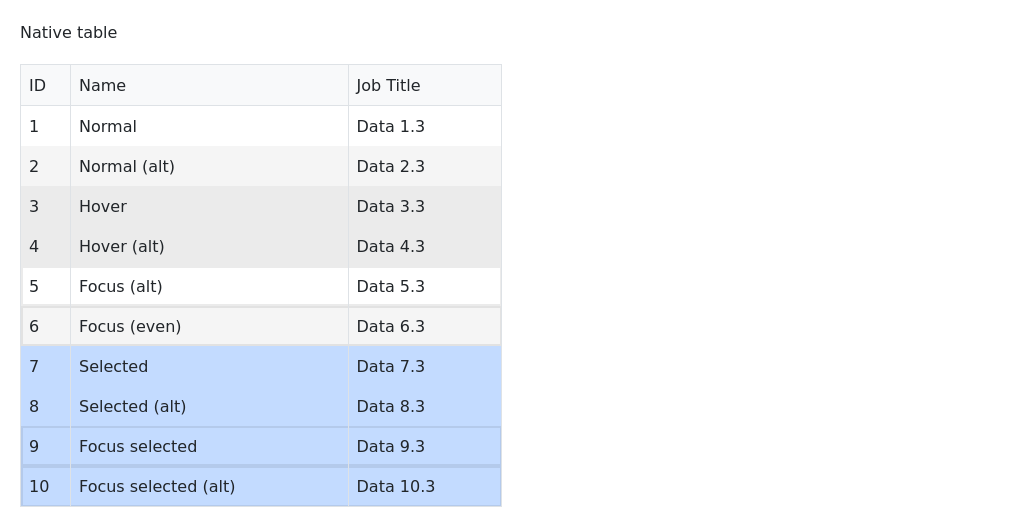 Native table
ID Name Job Title
1 Normal Data 1.3
2 Normal (alt) Data 2.3
3 Hover Data 3.3
4 Hover (alt) Data 4.3
5 Focus (alt) Data 5.3
6 Focus (even) Data 6.3
7 Selected Data 7.3
8 Selected (alt) Data 8.3
9 Focus selected Data 9.3
10 Focus selected (alt) Data 10.3